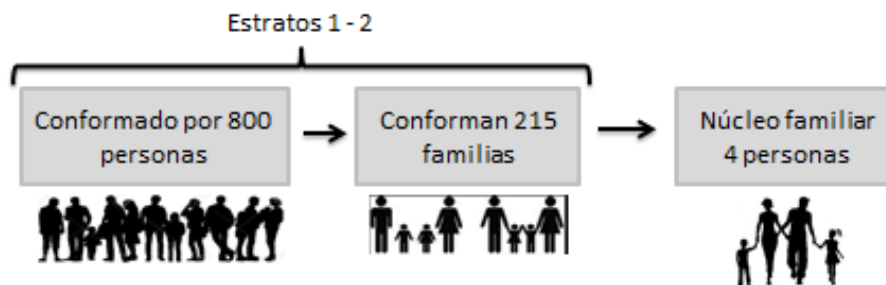 Estratos 1 - 2
Conformado por 800
personas
Conforman 215
familias
Núcleo familiar
4 personas